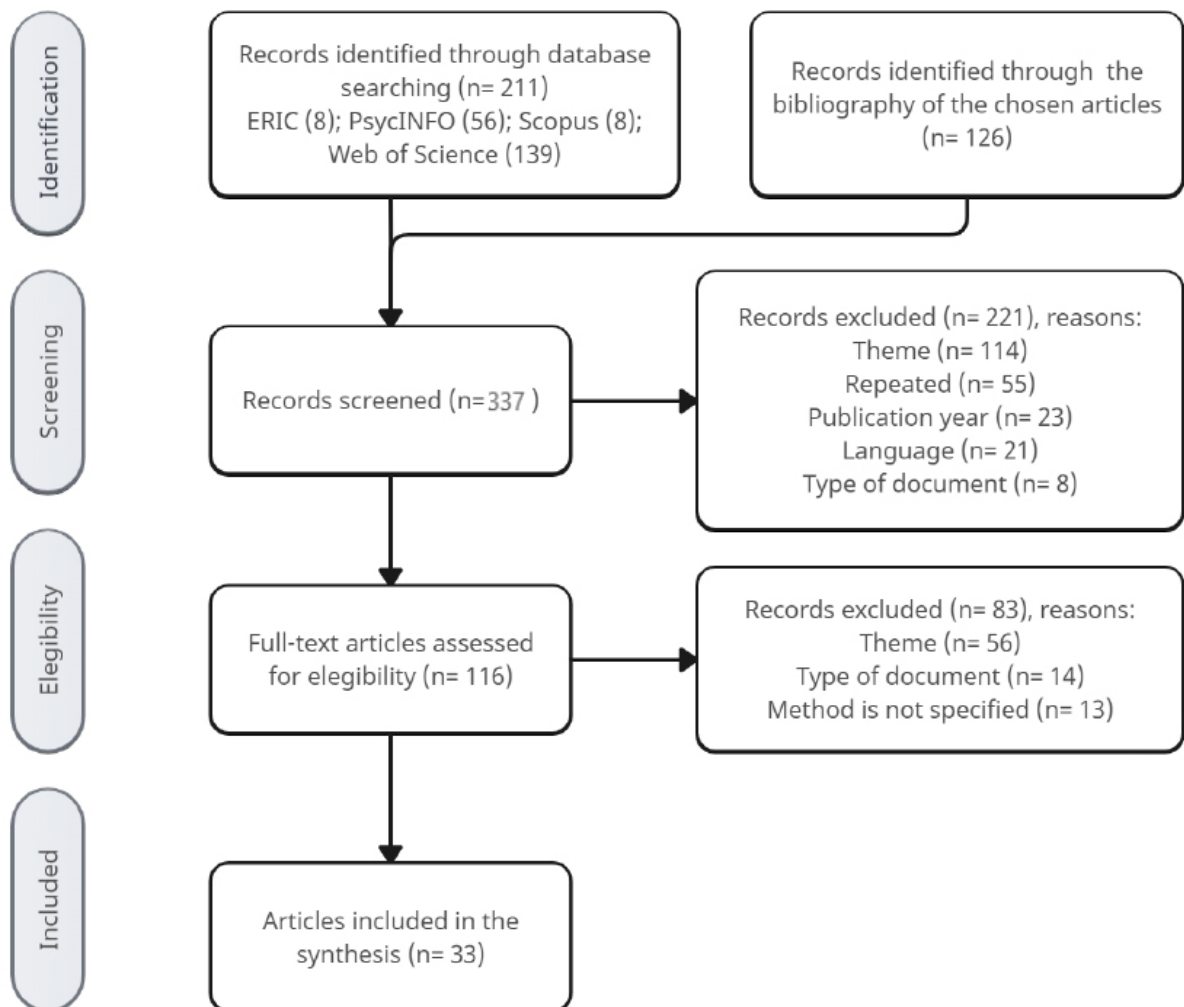 Identification
Records identified through database
searching (n= 211)
ERIC (8); PsycINFO (56); Scopus (8);
Web of Science (139)
Records identified through the
bibliography of the chosen articles
(n= 126)
Screening
Records screened (n=337 )
Records excluded (n= 221), reasons:
Theme (n= 114)
Repeated (n= 55)
Publication year (n= 23)
Language (n= 21)
Type of document (n= 8)
Elegibility
Full-text articles assessed
for elegibility (n= 116)
Records excluded (n= 83), reasons:
Theme (n= 56)
Type of document (n= 14)
Method is not specified (n= 13)
Included
Articles included in the
synthesis (n= 33)